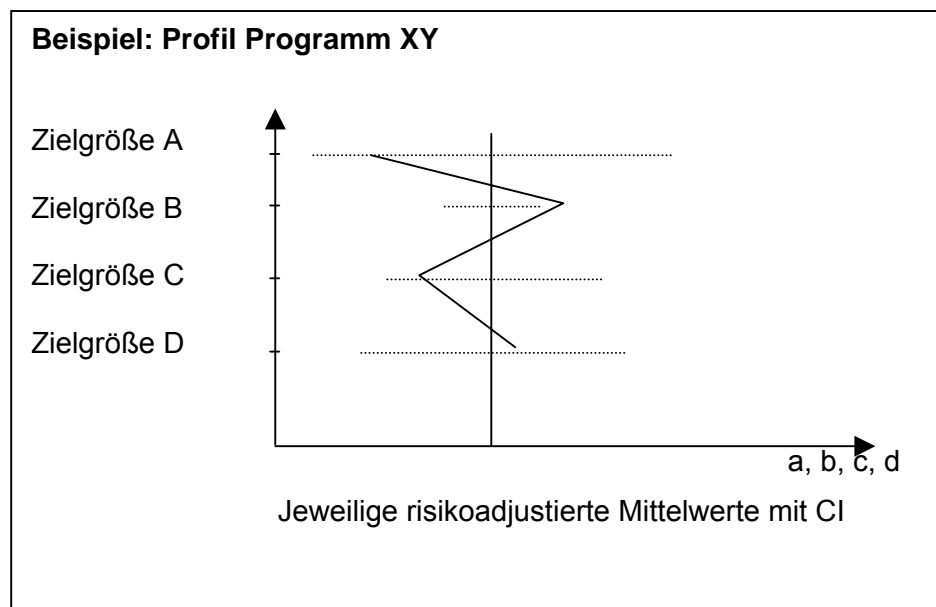 Beispiel: Profil Programm XY
Zielgröße A
Zielgröße B
Zielgröße C
Zielgröße D
a, b, c, d
Jeweilige risikoadjustierte Mittelwerte mit CI